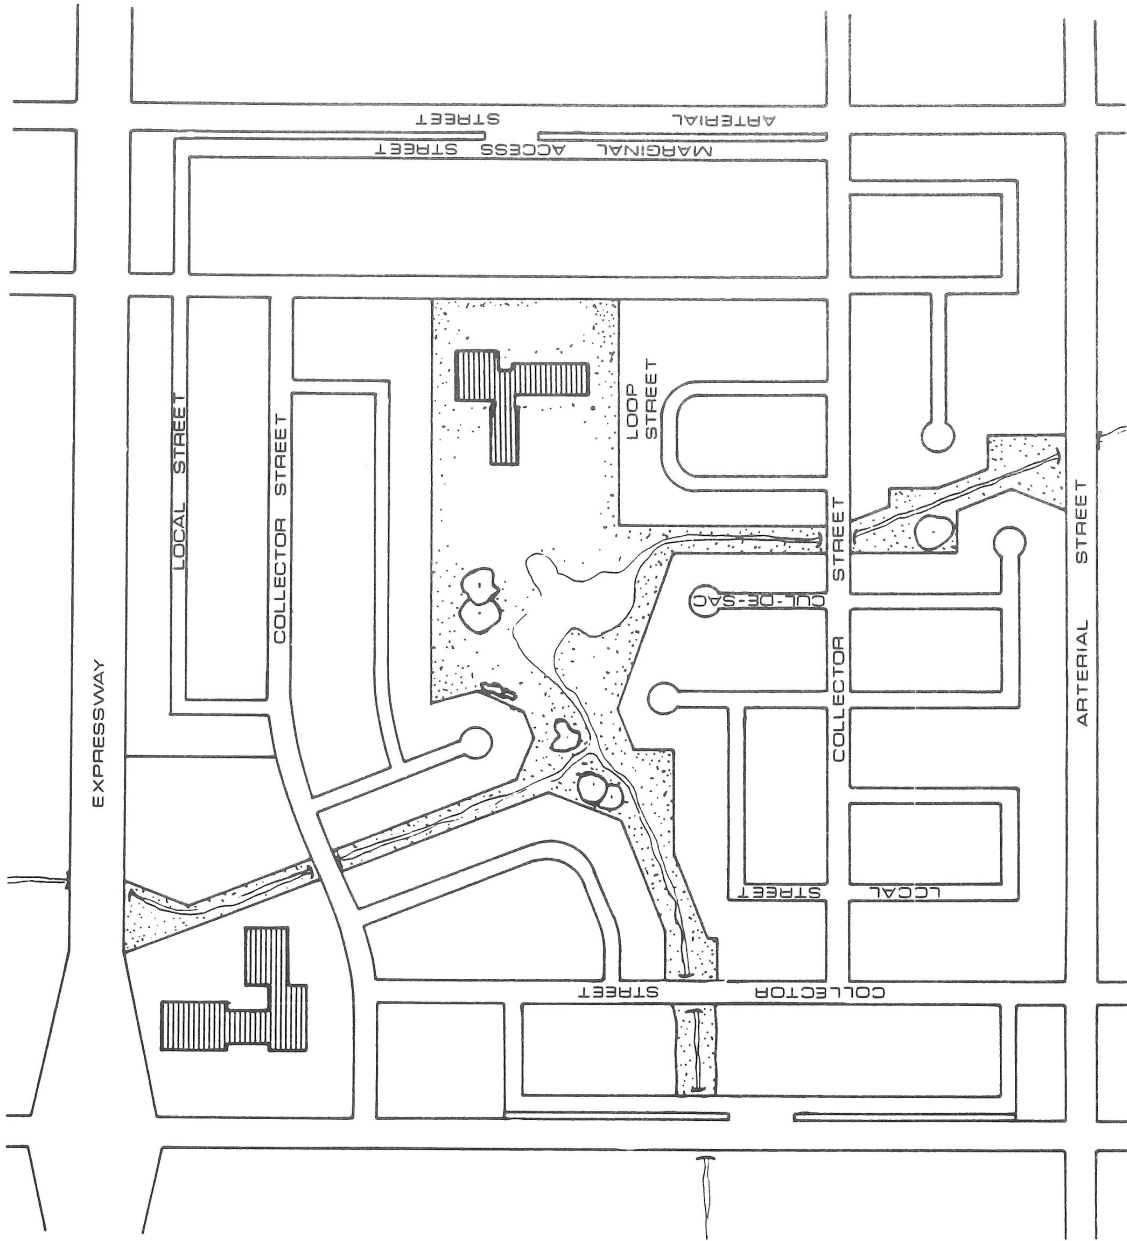 ARTERIAL STREET
MARGINAL ACCESS STREET
LOOP
STREET
LOCAL STREET
COLLECTOR STREET
COLLECTOR STREET
CUL-DE-SAC
ARTERIAL STREET
EXPRESSWAY
LOCAL STREET
COLLECTOR STREET